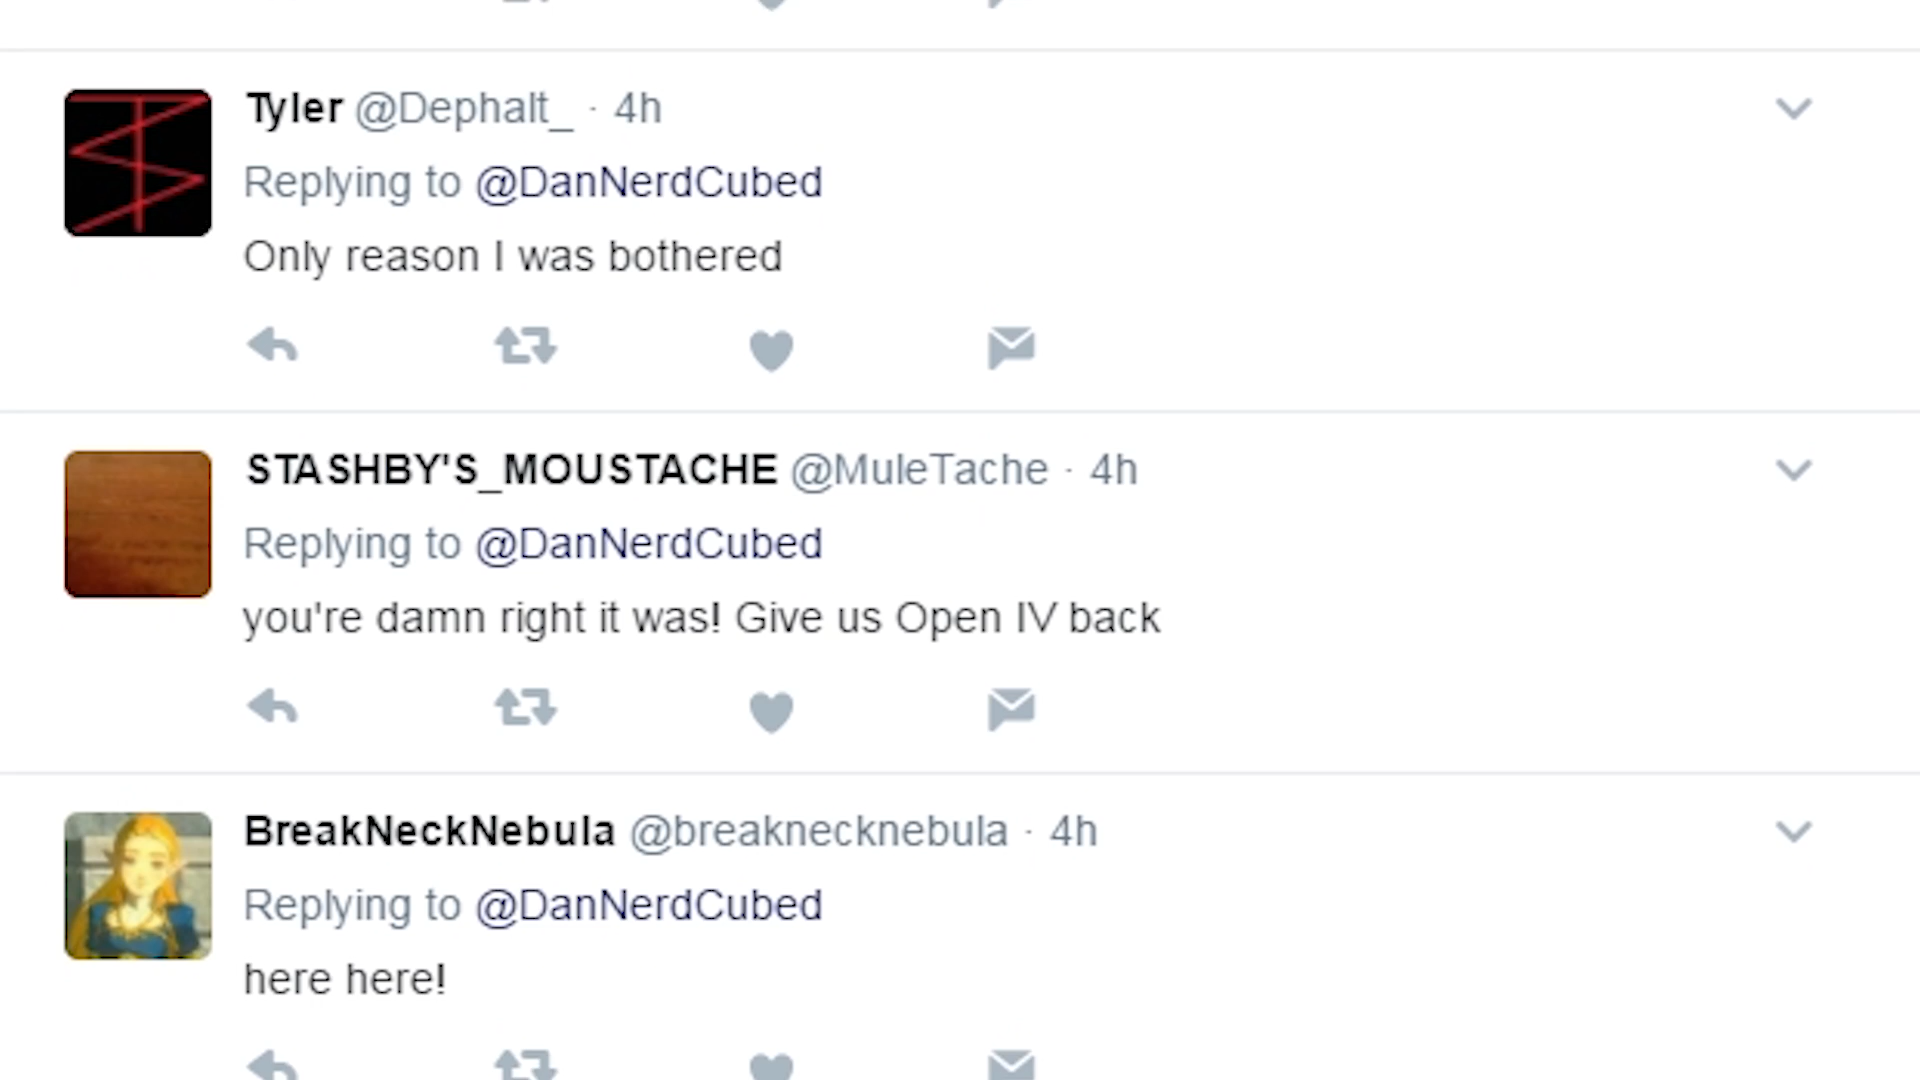 Tyler @Dephalt_ · 4h
Replying to @DanNerdCubed
Only reason I was bothered
STASHBY'S_MOUSTACHE @MuleTache · 4h
Replying to @DanNerdCubed
you're damn right it was! Give us Open IV back
BreakNeckNebula @breaknecknebula · 4h
Replying to @DanNerdCubed
here here!